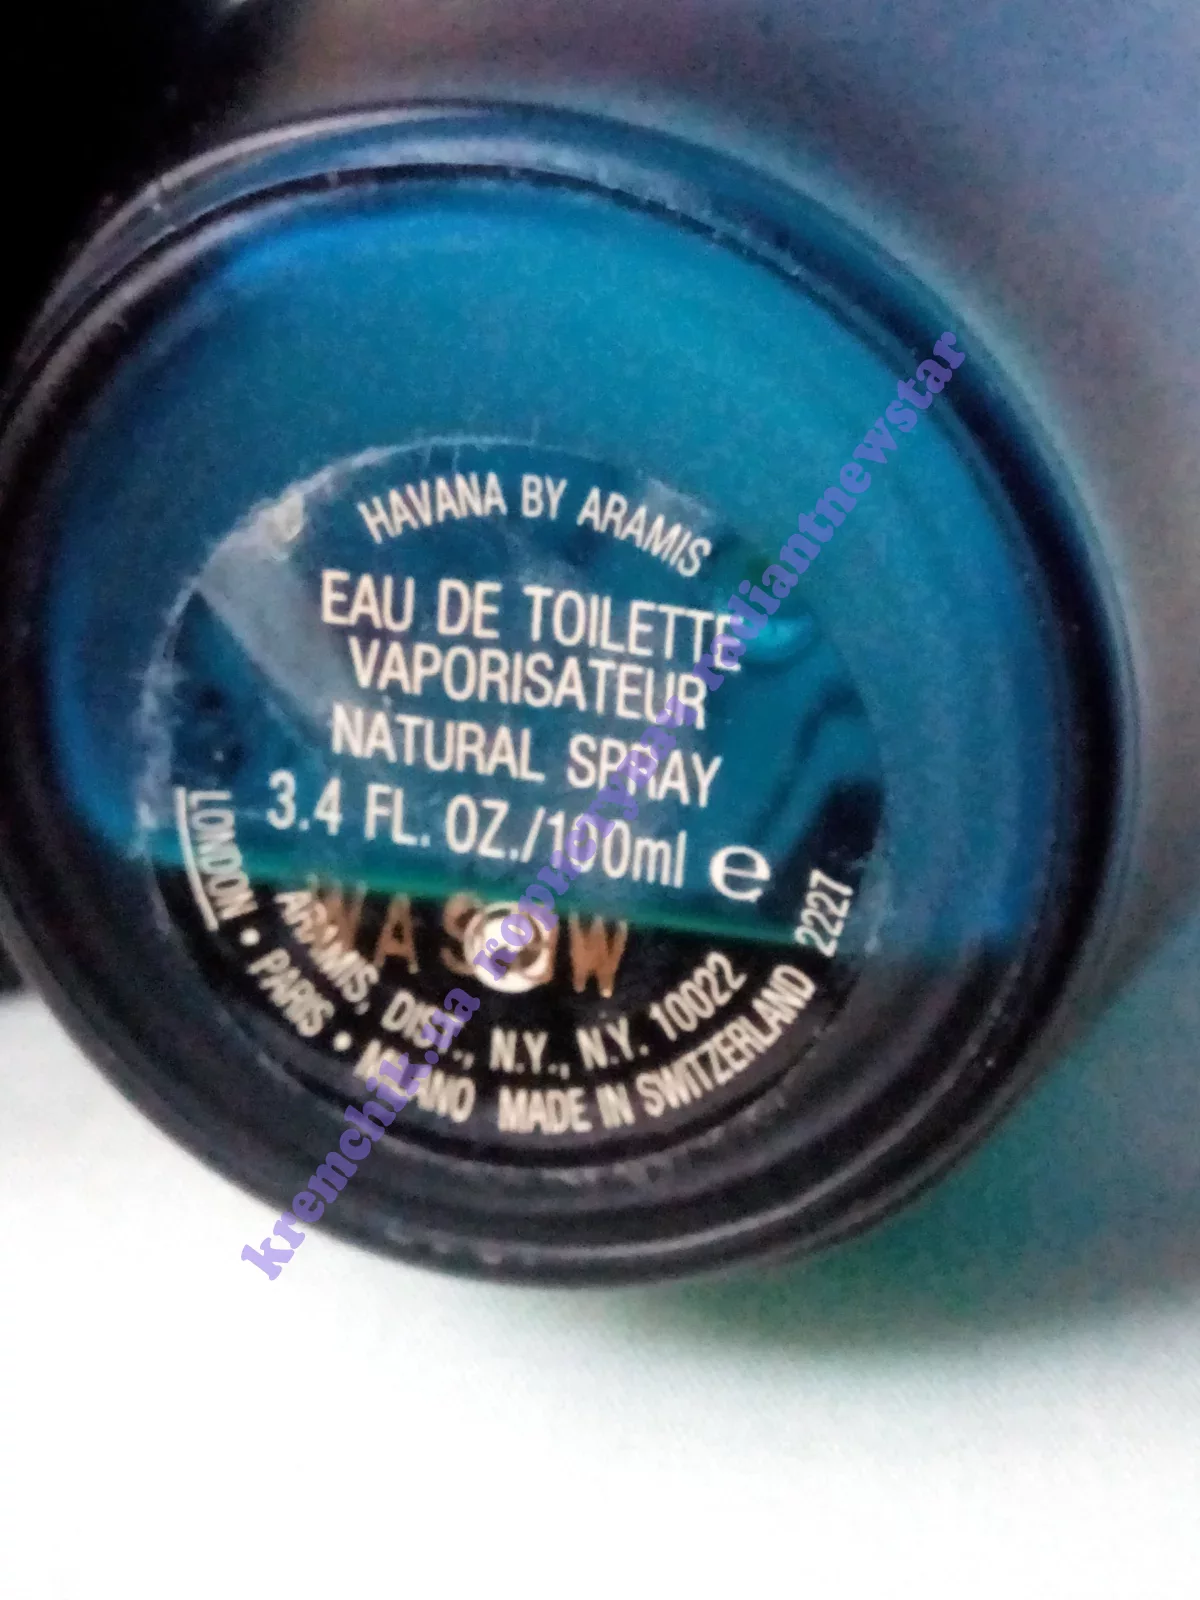 HAVANA BY ARAMIS
EAU DE TOILETTE
VAPORISATEUR
NATURAL SPRAY
3.4 FL. OZ./100ml e
ARAMIS, DIST., N.Y., N.Y. 10022
LONDON • PARIS • MILANO MADE IN SWITZERLAND 2227
kremchik.ua radiantnewstar